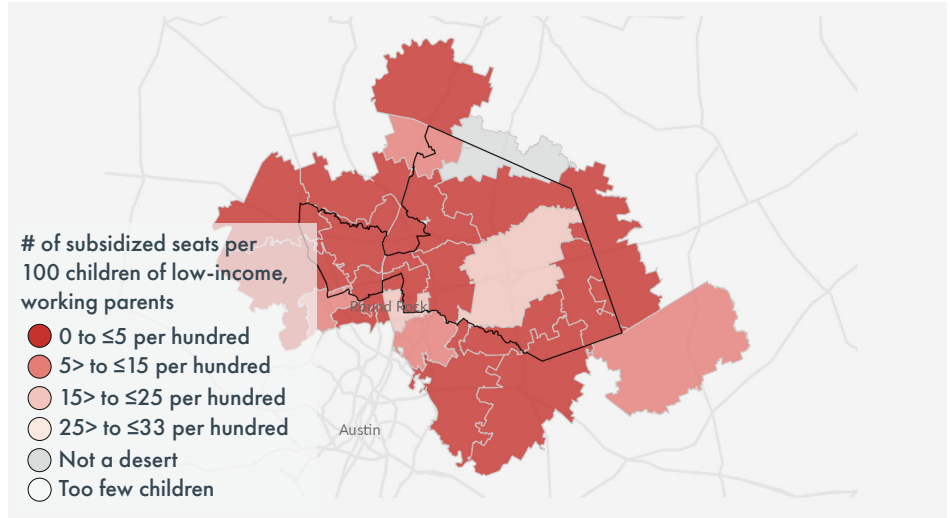 # of subsidized seats per
100 children of low-income,
working parents
0 to ≤5 per hundred
5> to ≤15 per hundred
15> to ≤25 per hundred
25> to ≤33 per hundred
Not a desert
Too few children
Round Rock
Austin